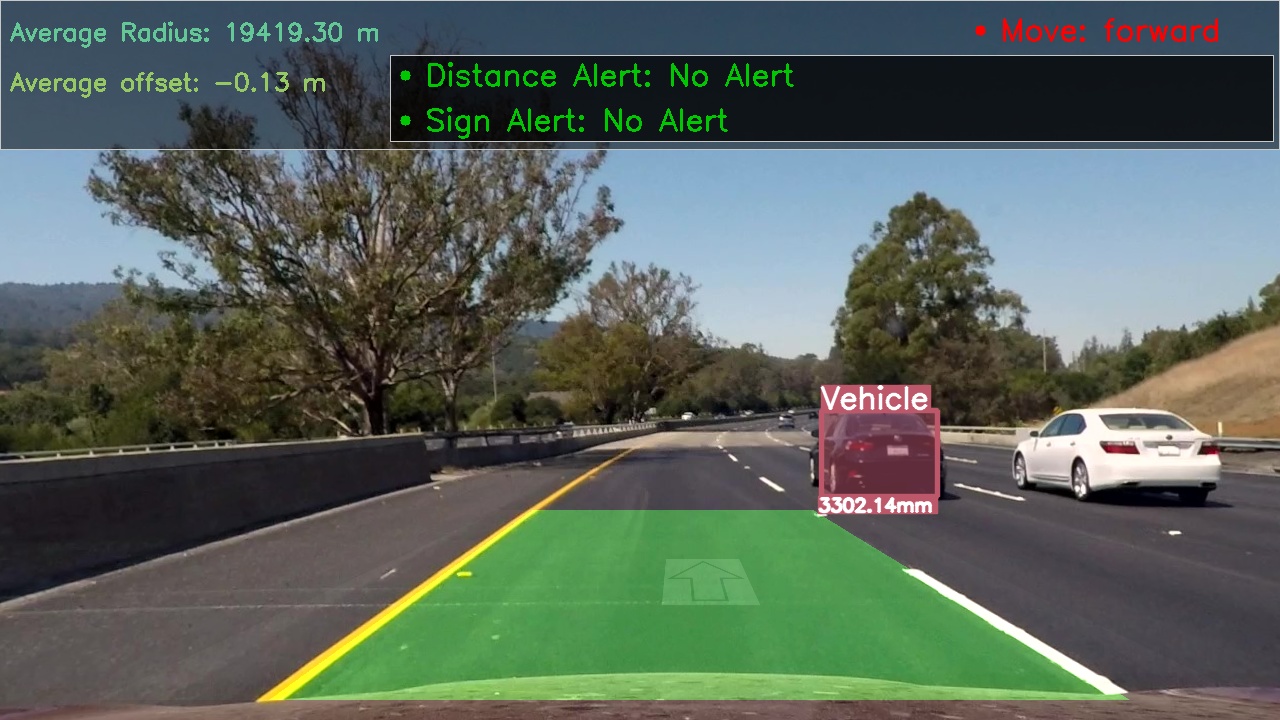 Average Radius: 19419.30 m
• Move: forward
Average offset: -0.13 m
• Distance Alert: No Alert
• Sign Alert: No Alert
Vehicle
3302.14mm